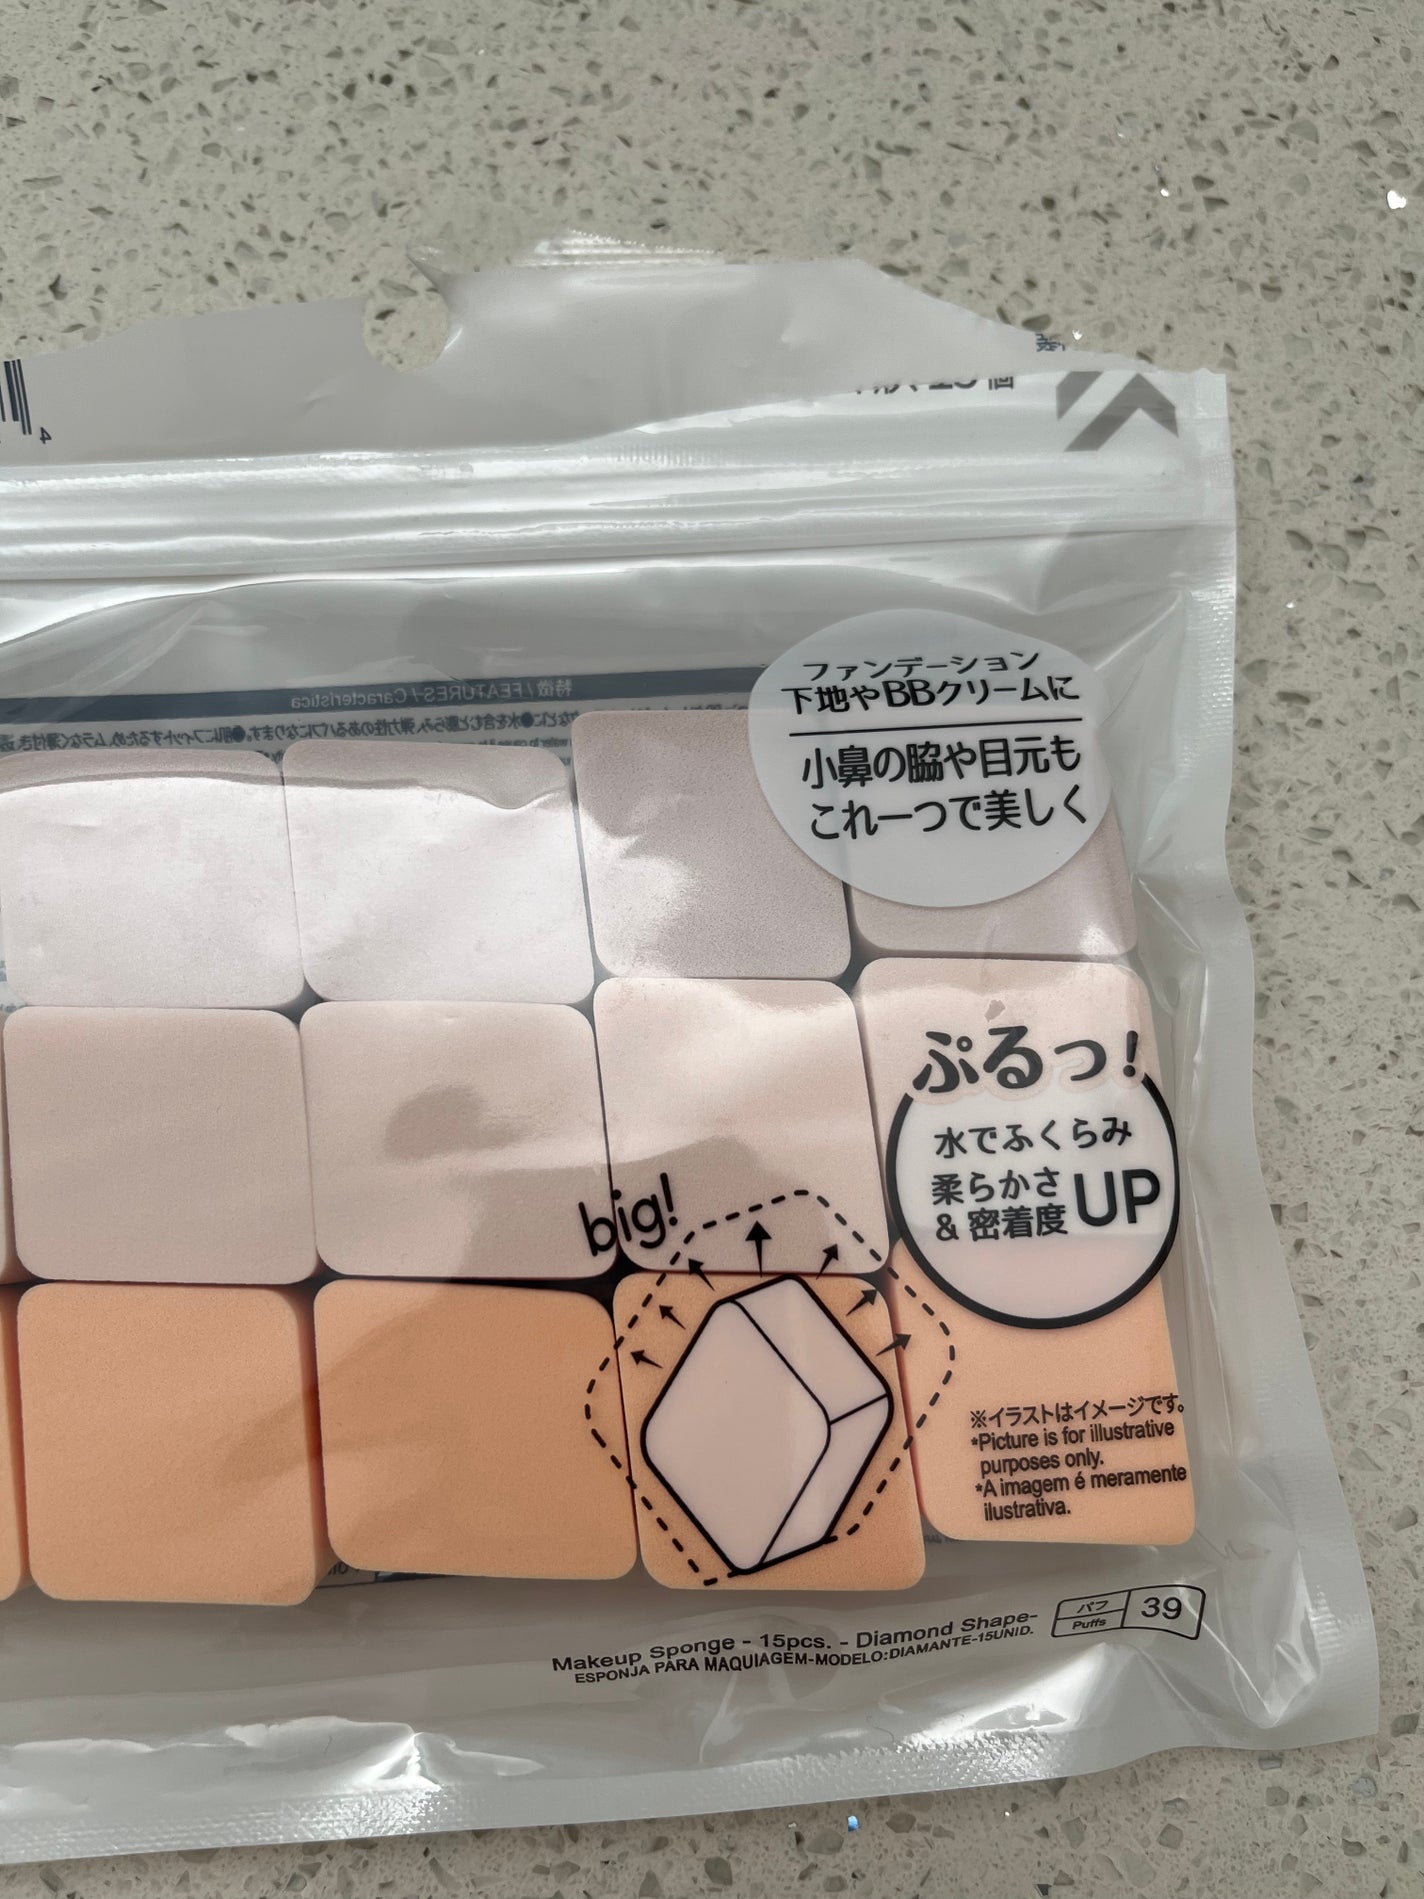 特徴 / FEATURES / Característica
ファンデーション
下地やBBクリームに
小鼻の脇や目元も
これ一つで美しく
ぷるっ!
水でふくらみ
柔らかさ
&密着度
UP
big!
※イラストはイメージです。
*Picture is for illustrative
purposes only.
*A imagem é meramente
ilustrativa.
Makeup Sponge - 15pcs. - Diamond Shape-
ESPONJA PARA MAQUIAGEM-MODELO:DIAMANTE-15UNID.
パフ
Puffs
39